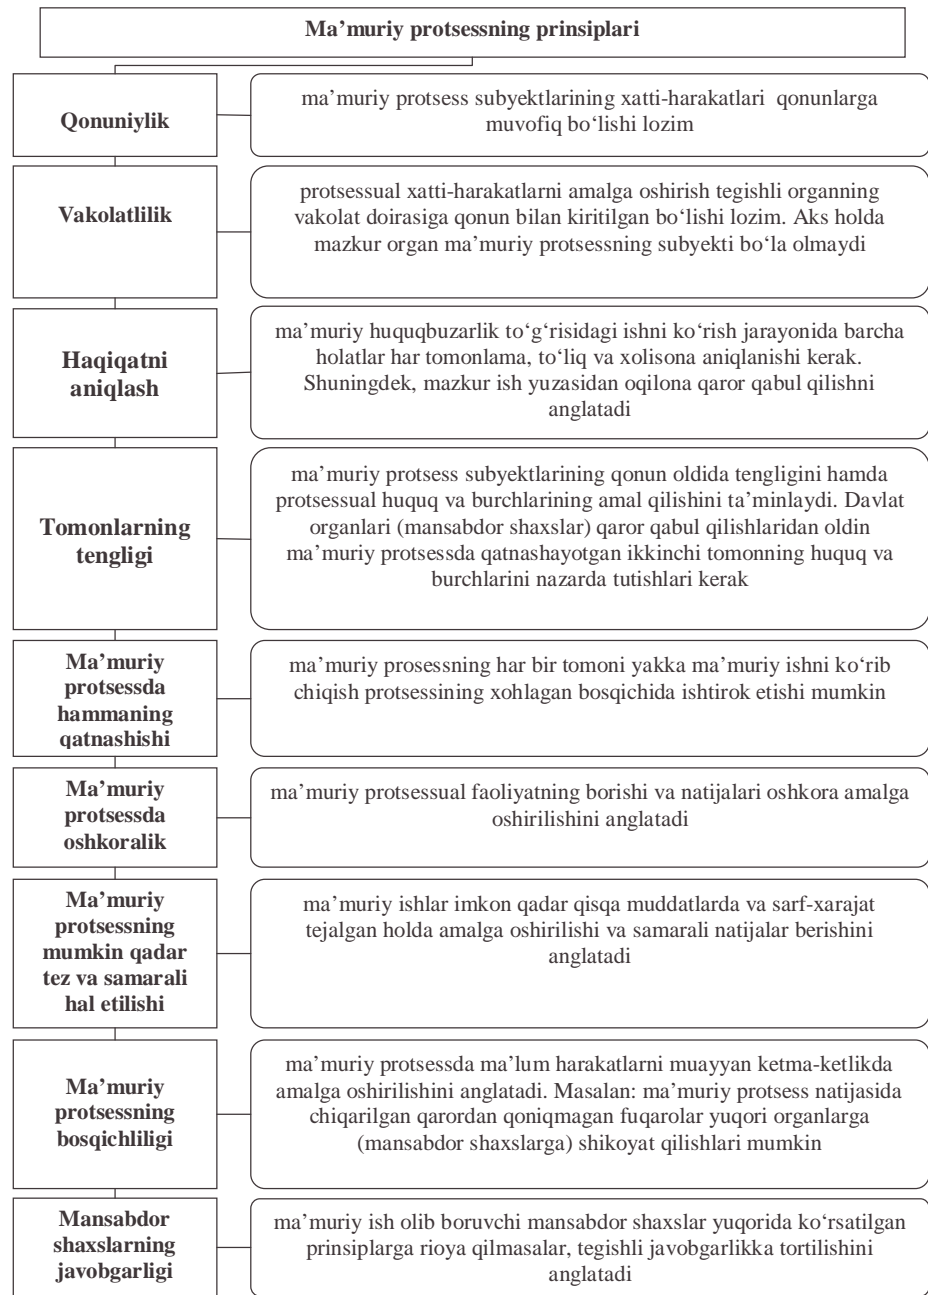 Ma’muriy protsessning prinsiplari
Qonuniylik
ma’muriy protsess subyektlarining xatti-harakatlari qonunlarga
muvofiq bo‘lishi lozim
Vakolatlilik
protsessual xatti-harakatlarni amalga oshirish tegishli organning
vakolat doirasiga qonun bilan kiritilgan bo‘lishi lozim. Aks holda
mazkur organ ma’muriy protsessning subyekti bo‘la olmaydi
Haqiqatni
aniqlash
ma’muriy huquqbuzarlik to‘g‘risidagi ishni ko‘rish jarayonida barcha
holatlar har tomonlama, to‘liq va xolisona aniqlanishi kerak.
Shuningdek, mazkur ish yuzasidan oqilona qaror qabul qilishni
anglatadi
Tomonlarning
tengligi
ma’muriy protsess subyektlarining qonun oldida tengligini hamda
protsessual huquq va burchlarining amal qilishini ta’minlaydi. Davlat
organlari (mansabdor shaxslar) qaror qabul qilishlaridan oldin
ma’muriy protsessda qatnashayotgan ikkinchi tomonning huquq va
burchlarini nazarda tutishlari kerak
Ma’muriy
protsessda
hammaning
qatnashishi
ma’muriy prosessning har bir tomoni yakka ma’muriy ishni ko‘rib
chiqish protsessining xohlagan bosqichida ishtirok etishi mumkin
Ma’muriy
protsessda
oshkoralik
ma’muriy protsessual faoliyatning borishi va natijalari oshkora amalga
oshirilishini anglatadi
Ma’muriy
protsessning
mumkin qadar
tez va samarali
hal etilishi
ma’muriy ishlar imkon qadar qisqa muddatlarda va sarf-xarajat
tejalgan holda amalga oshirilishi va samarali natijalar berishini
anglatadi
Ma’muriy
protsessning
bosqichliligi
ma’muriy protsessda ma’lum harakatlarni muayyan ketma-ketlikda
amalga oshirilishini anglatadi. Masalan: ma’muriy protsess natijasida
chiqarilgan qarordan qoniqmagan fuqarolar yuqori organlarga
(mansabdor shaxslarga) shikoyat qilishlari mumkin
Mansabdor
shaxslarning
javobgarligi
ma’muriy ish olib boruvchi mansabdor shaxslar yuqorida ko‘rsatilgan
prinsiplarga rioya qilmasalar, tegishli javobgarlikka tortilishini
anglatadi